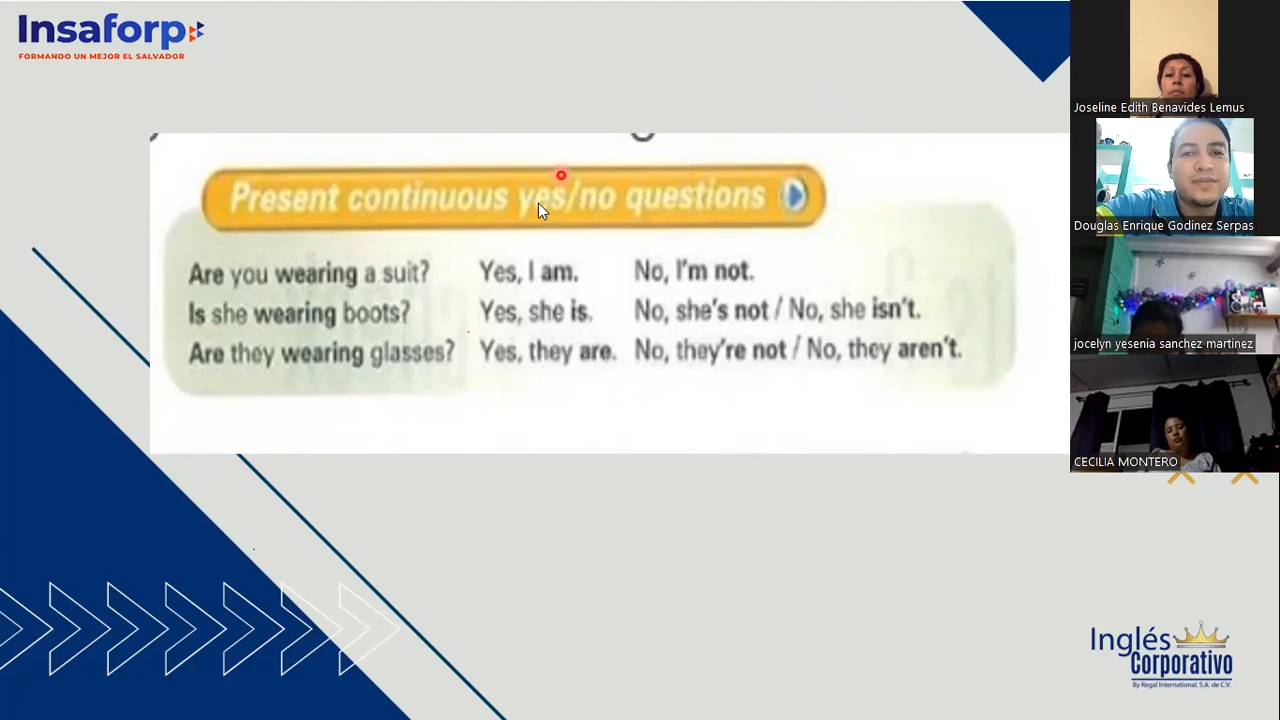 Insaforp
FORMANDO UN MEJOR EL SALVADOR
Present continuous yes/no questions
Are you wearing a suit? Yes, I am. No, I'm not.
Is she wearing boots? Yes, she is. No, she's not / No, she isn't.
Are they wearing glasses? Yes, they are. No, they're not / No, they aren't.
Joseline Edith Benavides Lemus
Douglas Enrique Godinez Serpas
jocelyn yesenia sanchez martinez
CECILIA MONTERO
Inglés
Corporativo
By Regal International, S.A. de C.V.